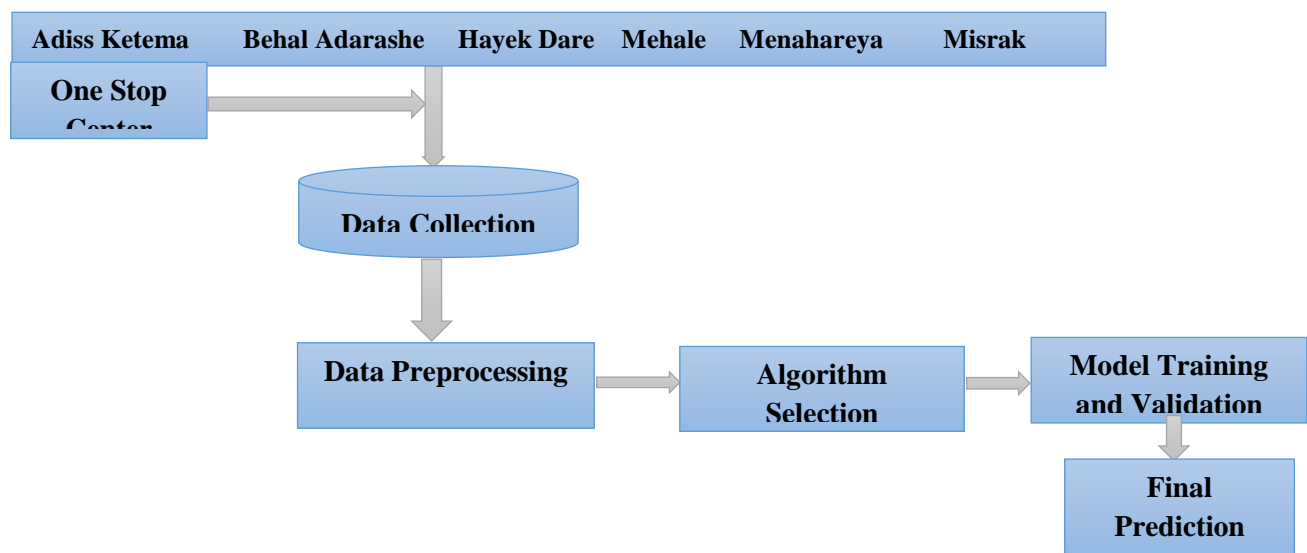 Adiss Ketema Behal Adarashe Hayek Dare Mehale Menahareya Misrak
One Stop
Center
Data Collection
Data Preprocessing
Algorithm
Selection
Model Training
and Validation
Final
Prediction